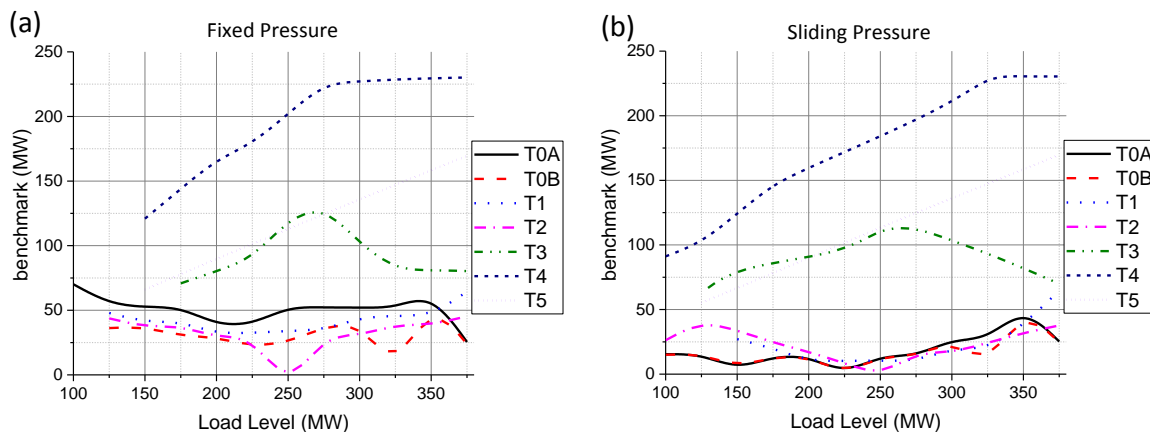 (a)
Fixed Pressure
250
200
150
100
50
0
benchmark (MW)
100 150 200 250 300 350
Load Level (MW)
T0A
T0B
T1
T2
T3
T4
T5
(b)
Sliding Pressure
250
200
150
100
50
0
benchmark (MW)
100 150 200 250 300 350
Load Level (MW)
T0A
T0B
T1
T2
T3
T4
T5